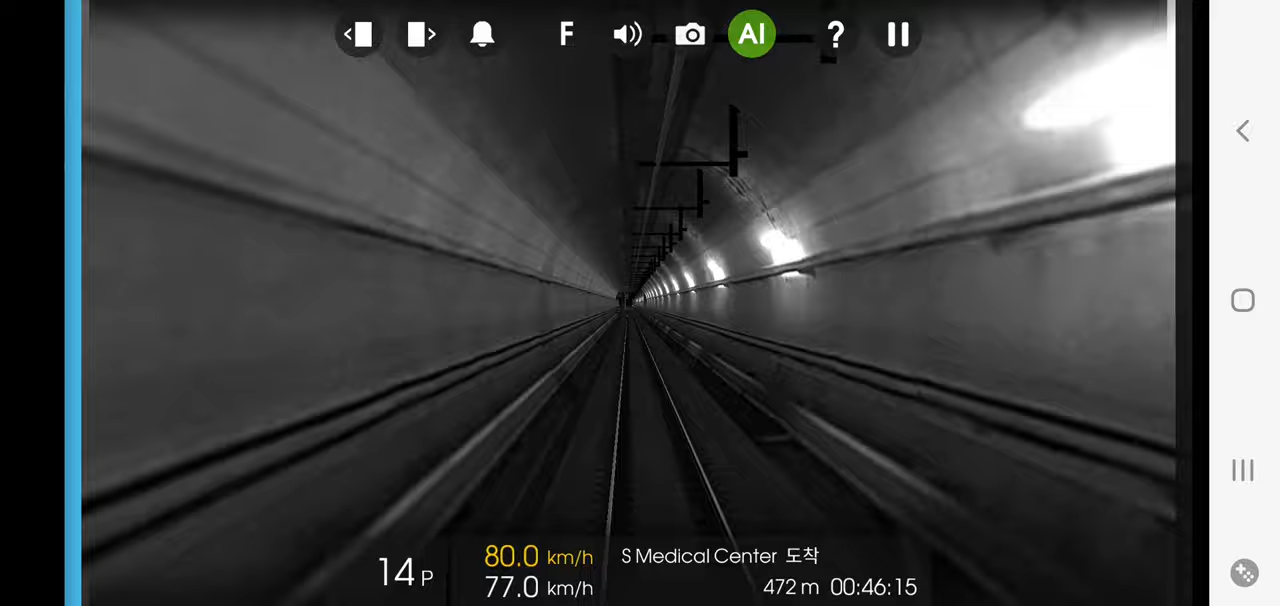 F
AI
?
14 P
80.0 km/h
77.0 km/h
S Medical Center 도착
472 m 00:46:15